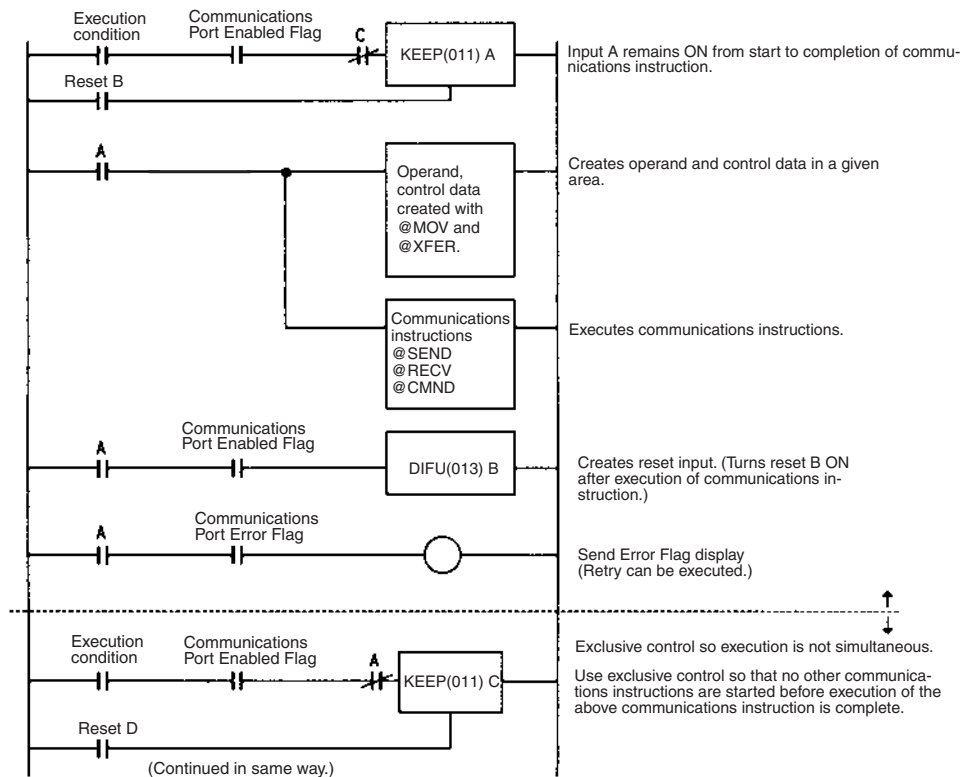 Execution
condition
Communications
Port Enabled Flag
C
KEEP(011) A
Input A remains ON from start to completion of commu-
nications instruction.
Reset B
A
Operand,
control data
created with
@MOV and
@XFER.
Creates operand and control data in a given
area.
Communications
instructions
@SEND
@RECV
@CMND
Executes communications instructions.
A
Communications
Port Enabled Flag
DIFU(013) B
Creates reset input. (Turns reset B ON
after execution of communications in-
struction.)
A
Communications
Port Error Flag
Send Error Flag display
(Retry can be executed.)
Exclusive control so execution is not simultaneous.
Execution
condition
Communications
Port Enabled Flag
A
KEEP(011) C
Use exclusive control so that no other communica-
tions instructions are started before execution of the
above communications instruction is complete.
Reset D
(Continued in same way.)